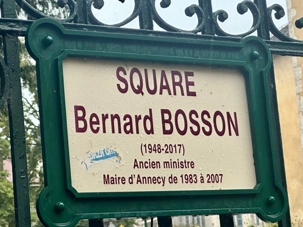 SQUARE
Bernard BOSSON
(1948-2017)
Ancien ministre
Maire d'Annecy de 1983 à 2007